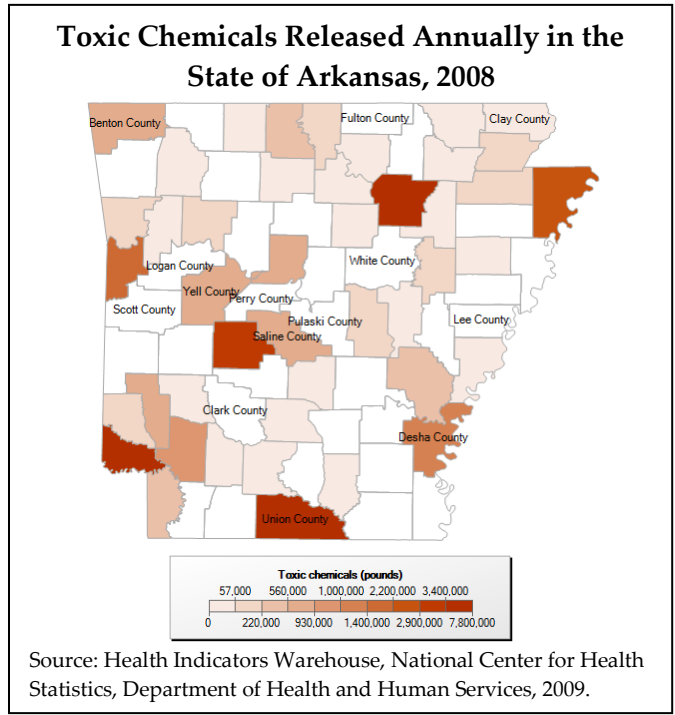 Toxic Chemicals Released Annually in the
State of Arkansas, 2008
Benton County
Fulton County
Clay County
White County
Logan County
Yell County
Perry County
Scott County
Pulaski County
Lee County
Saline County
Clark County
Desha County
Union County
Toxic chemicals (pounds)
57,000 560,000 1,000,000 2,200,000 3,400,000
0 220,000 930,000 1,400,000 2,900,000 7,800,000
Source: Health Indicators Warehouse, National Center for Health
Statistics, Department of Health and Human Services, 2009.